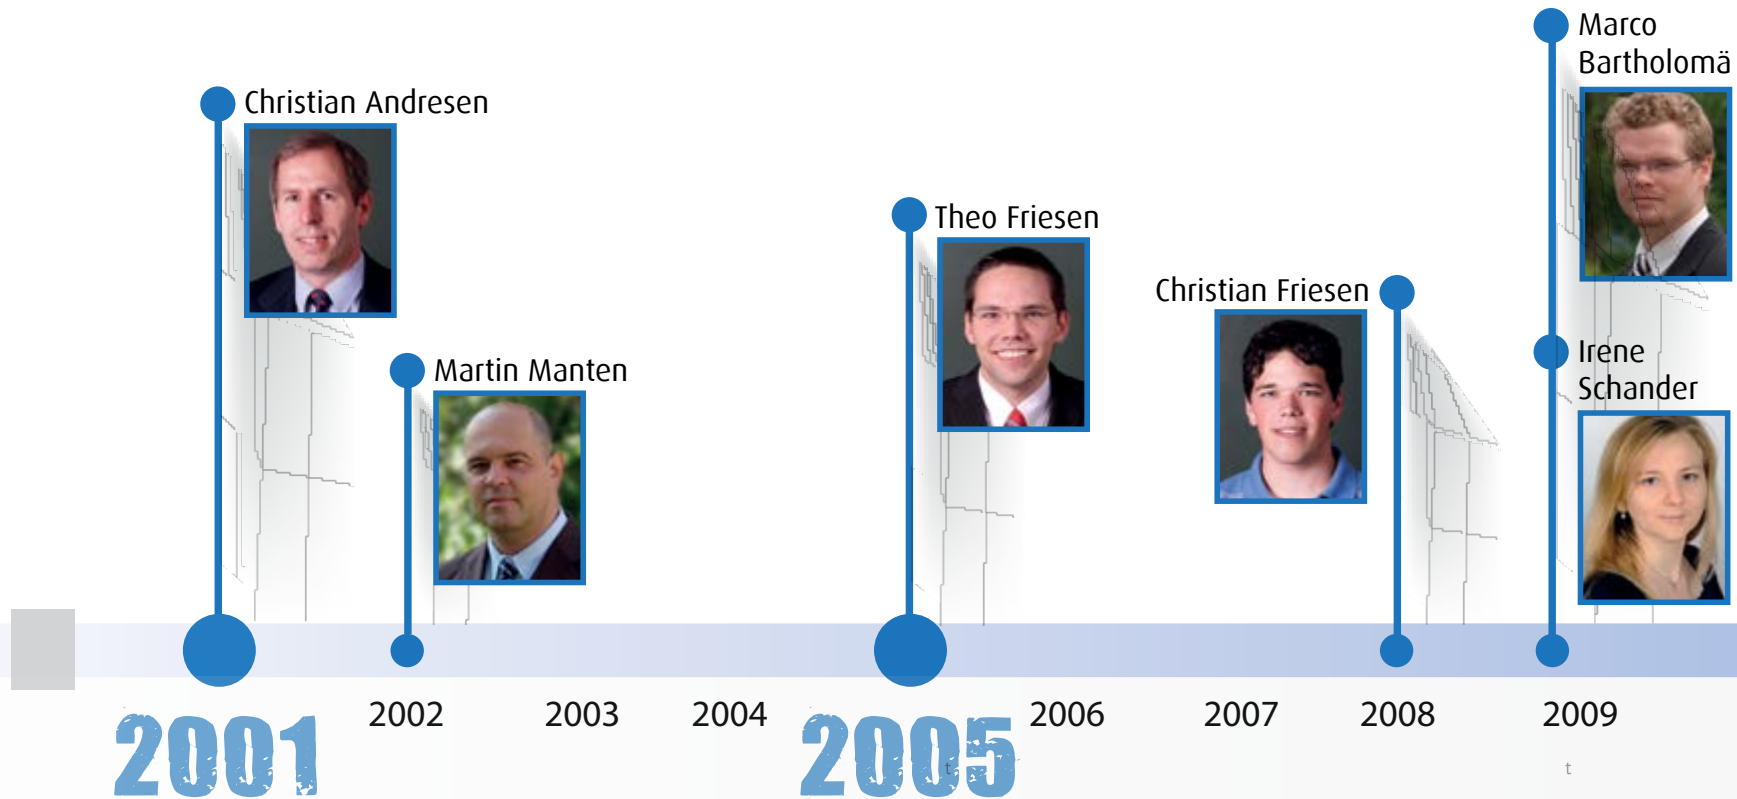 Marco
Bartholomä
Christian Andresen
Theo Friesen
Christian Friesen
Irene
Schander
Martin Manten
2001
2002
2003
2004
2005
2006
2007
2008
2009
t
t